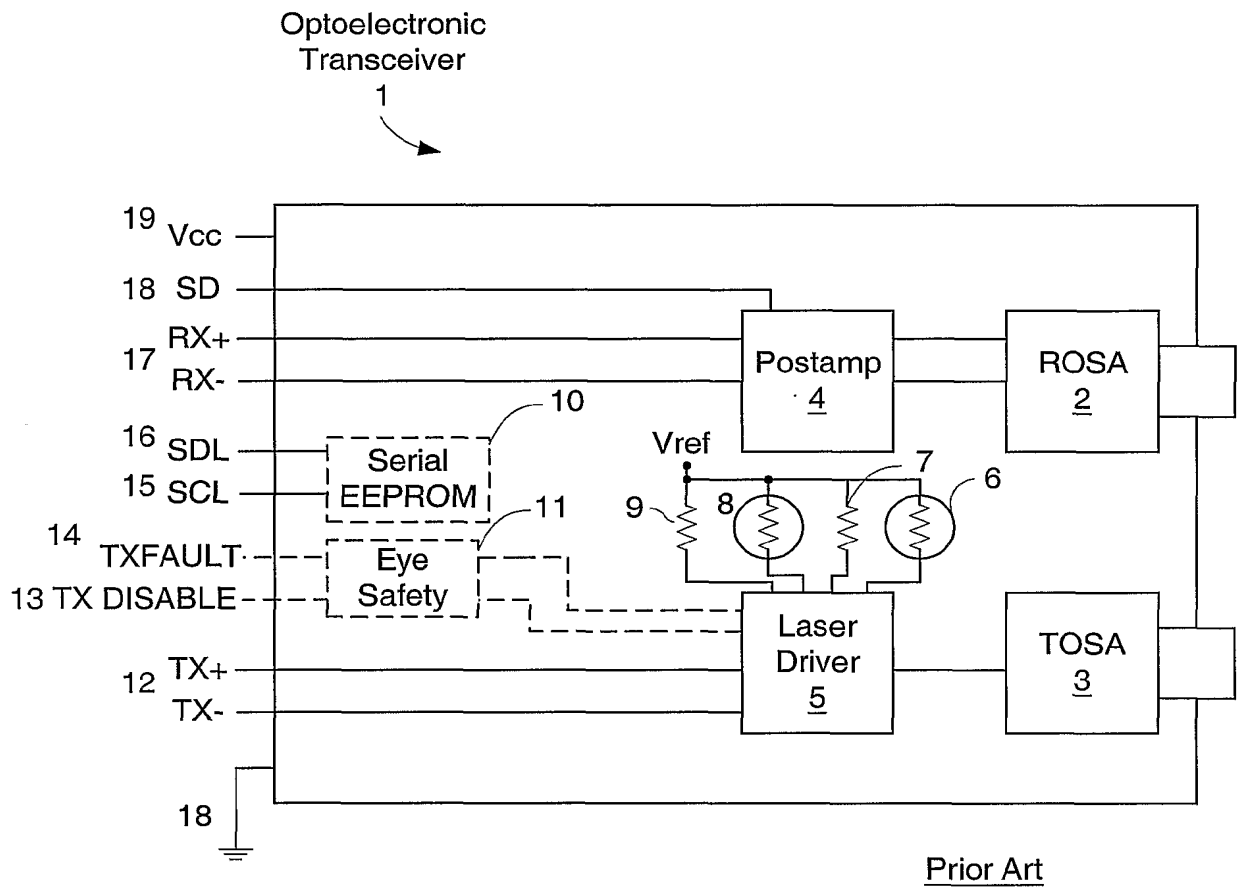 Optoelectronic
Transceiver
1
19
Vcc
18 SD
RX+
17
RX-
Postamp
4
ROSA
2
16
SDL
15
SCL
Serial
EEPROM
10
Vref
9
8
7
6
14
TXFAULT
13 TX DISABLE
Eye
Safety
11
12
TX+
TX-
Laser
Driver
5
TOSA
3
18
Prior Art